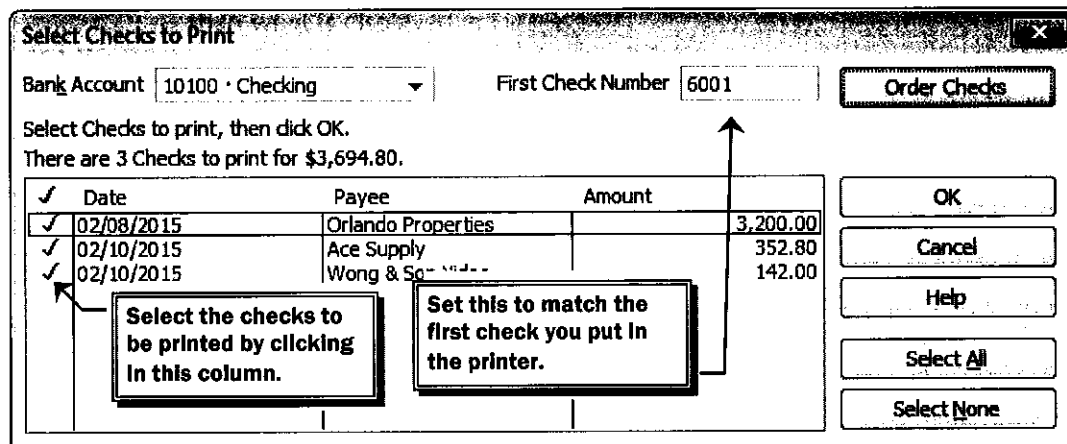 Select Checks to Print
Bank Account 10100 · Checking First Check Number 6001 Order Checks
Select Checks to print, then click OK.
There are 3 Checks to print for $3,694.80.
✓ Date Payee Amount
✓ 02/08/2015 Orlando Properties 3,200.00
✓ 02/10/2015 Ace Supply 352.80
✓ 02/10/2015 Wong & Son 142.00
OK
Cancel
Help
Select All
Select None
Select the checks to
be printed by clicking
in this column.
Set this to match the
first check you put in
the printer.